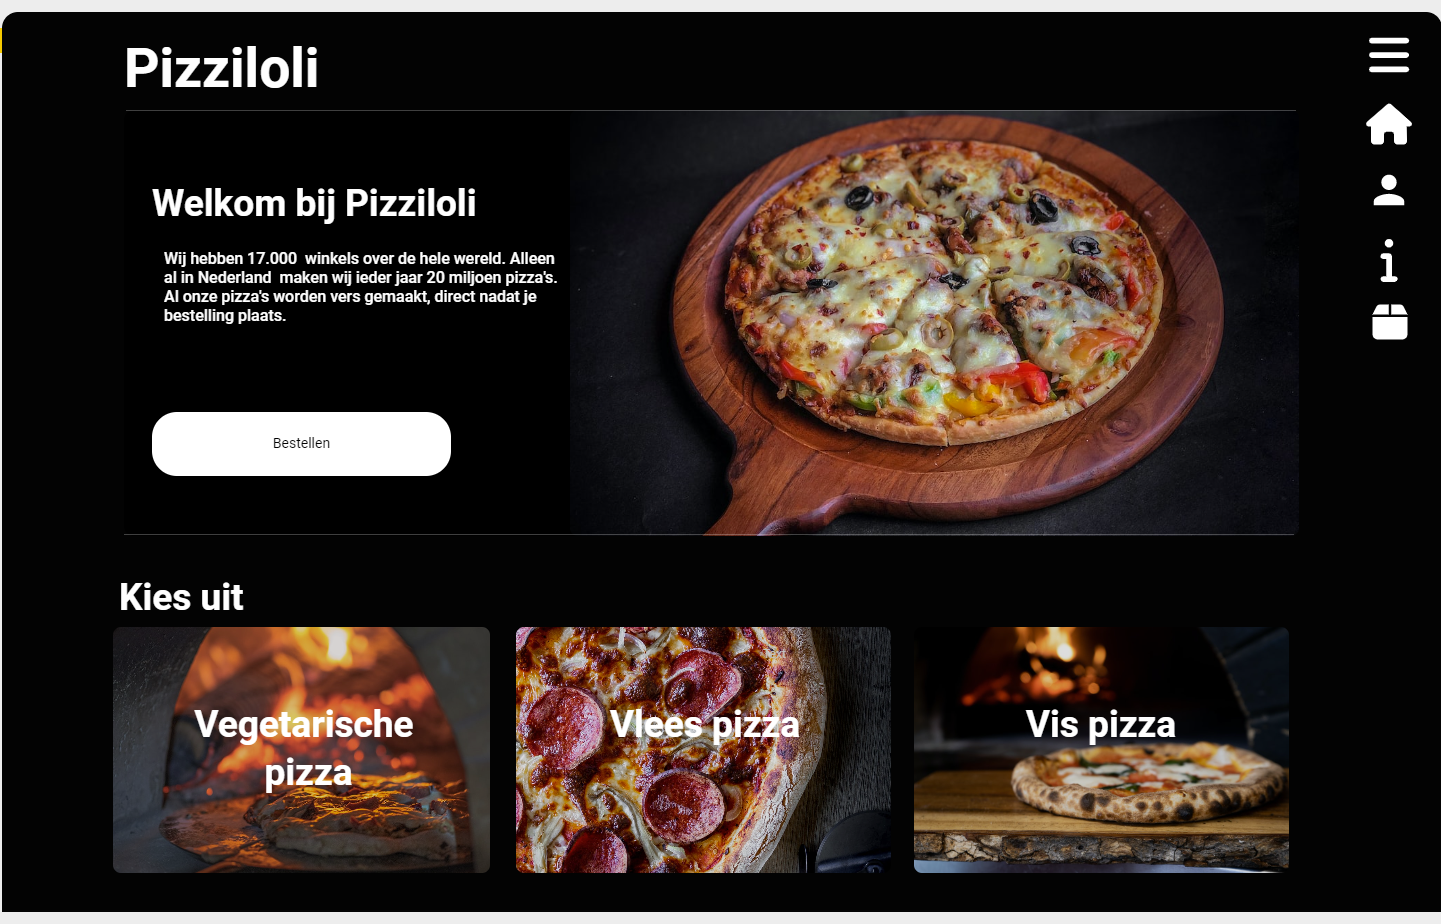 Pizziloli
Welkom bij Pizziloli
Wij hebben 17.000  winkels over de hele wereld. Alleen
al in Nederland  maken wij ieder jaar 20 miljoen pizza's.
Al onze pizza's worden vers gemaakt, direct nadat je
bestelling plaats.
Bestellen
Kies uit
Vegetarische
pizza
Vlees pizza
Vis pizza